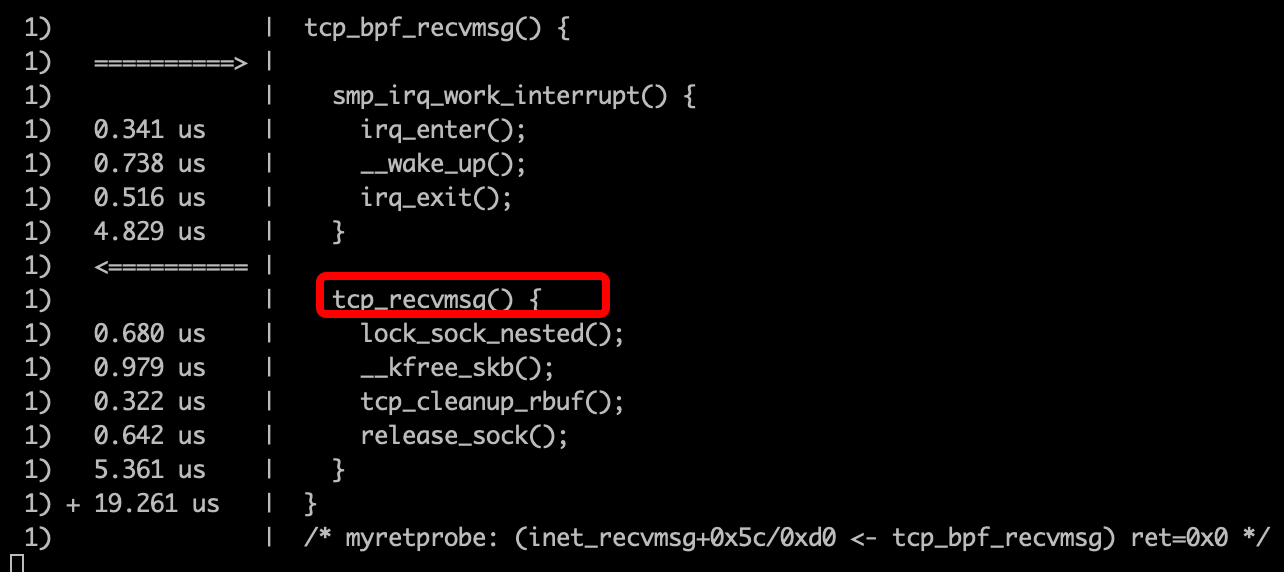 1)               |  tcp_bpf_recvmsg() {
1)   ==========> |
1)               |    smp_irq_work_interrupt() {
1)   0.341 us    |      irq_enter();
1)   0.738 us    |      __wake_up();
1)   0.516 us    |      irq_exit();
1)   4.829 us    |    }
1)   <========== |
1)               |    tcp_recvmsg() {
1)   0.680 us    |      lock_sock_nested();
1)   0.979 us    |      __kfree_skb();
1)   0.322 us    |      tcp_cleanup_rbuf();
1)   0.642 us    |      release_sock();
1)   5.361 us    |    }
1) + 19.261 us   |  }
1)               |  /* myretprobe: (inet_recvmsg+0x5c/0xd0 <- tcp_bpf_recvmsg) ret=0x0 */